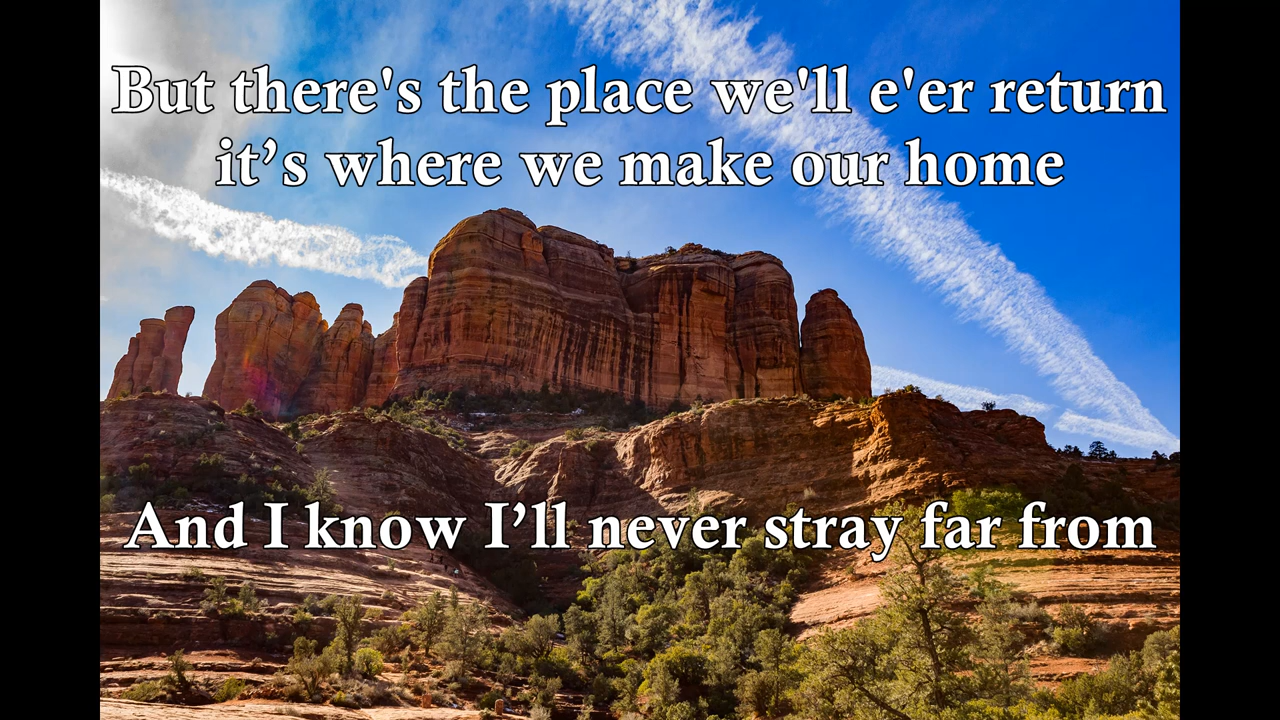 But there's the place we'll e'er return
it’s where we make our home
And I know I’ll never stray far from